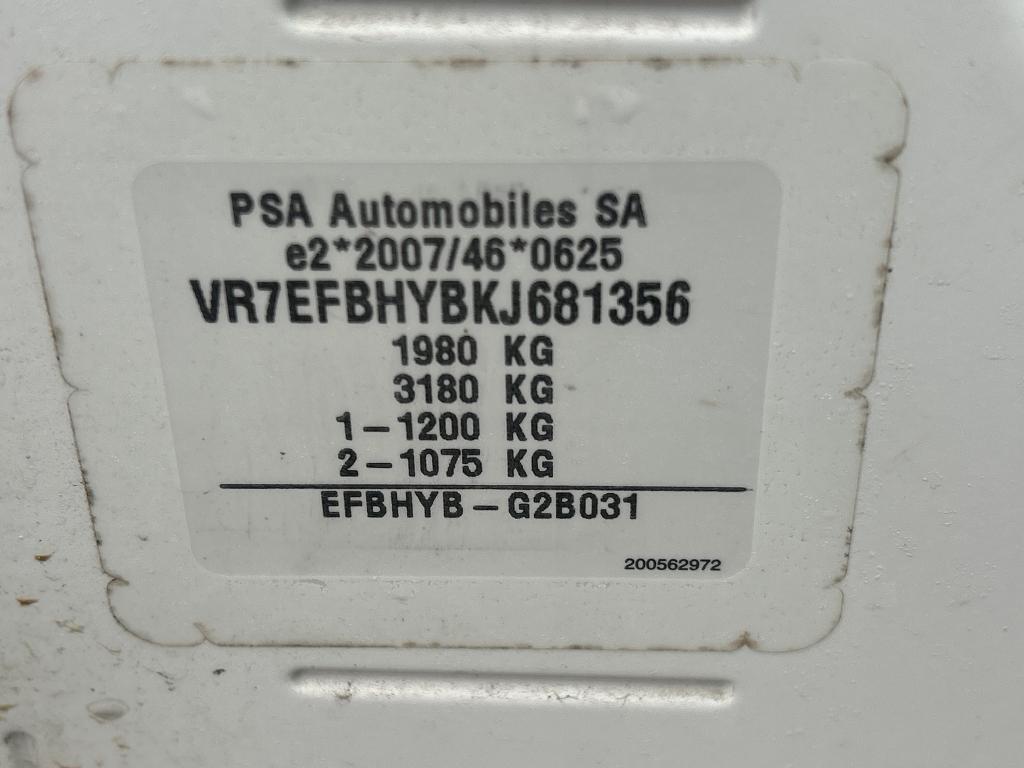 PSA Automobiles SA
e2*2007/46*0625
VR7EFBHYBKJ681356
1980 KG
3180 KG
1-1200 KG
2-1075 KG
EFBHYB-G2B031
200562972